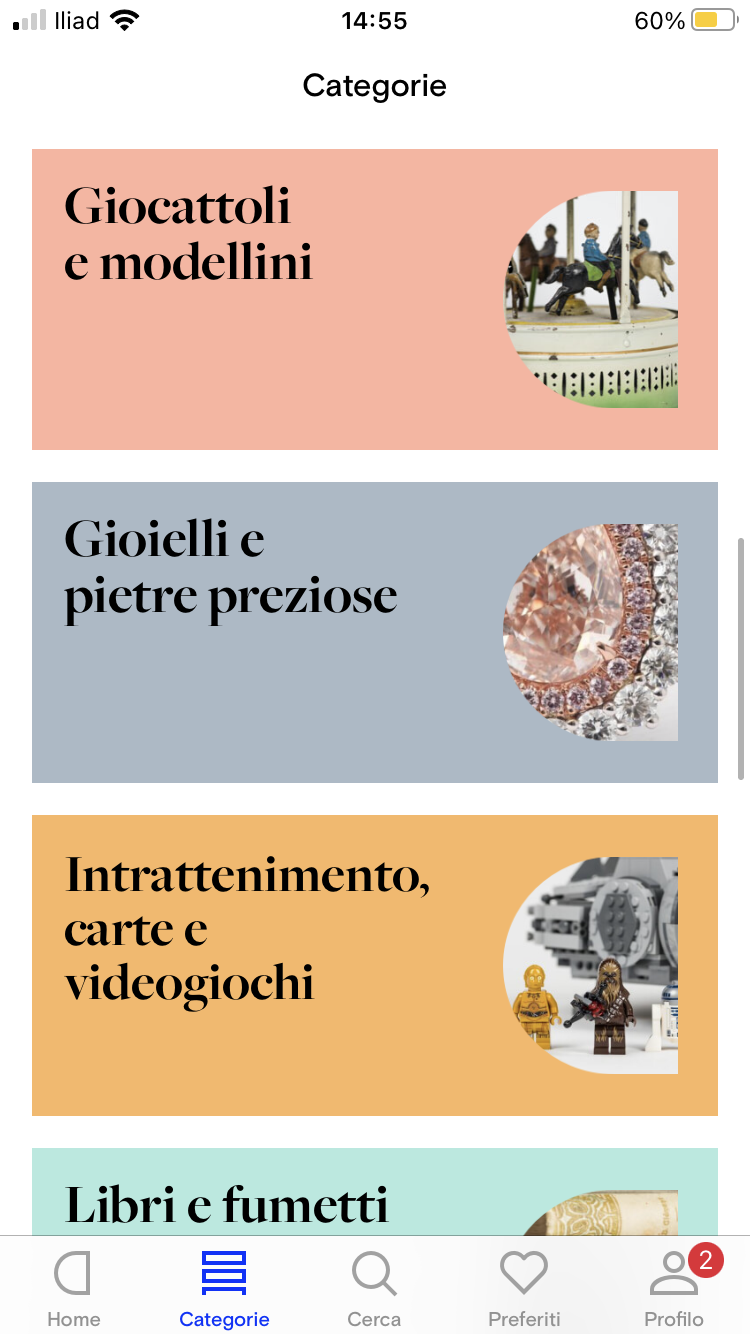 Iliad 14:55 60%
Categorie
Giocattoli
e modellini
Gioielli e
pietre preziose
Intrattenimento,
carte e
videogiochi
Libri e fumetti
2
Home Categorie Cerca Preferiti Profilo